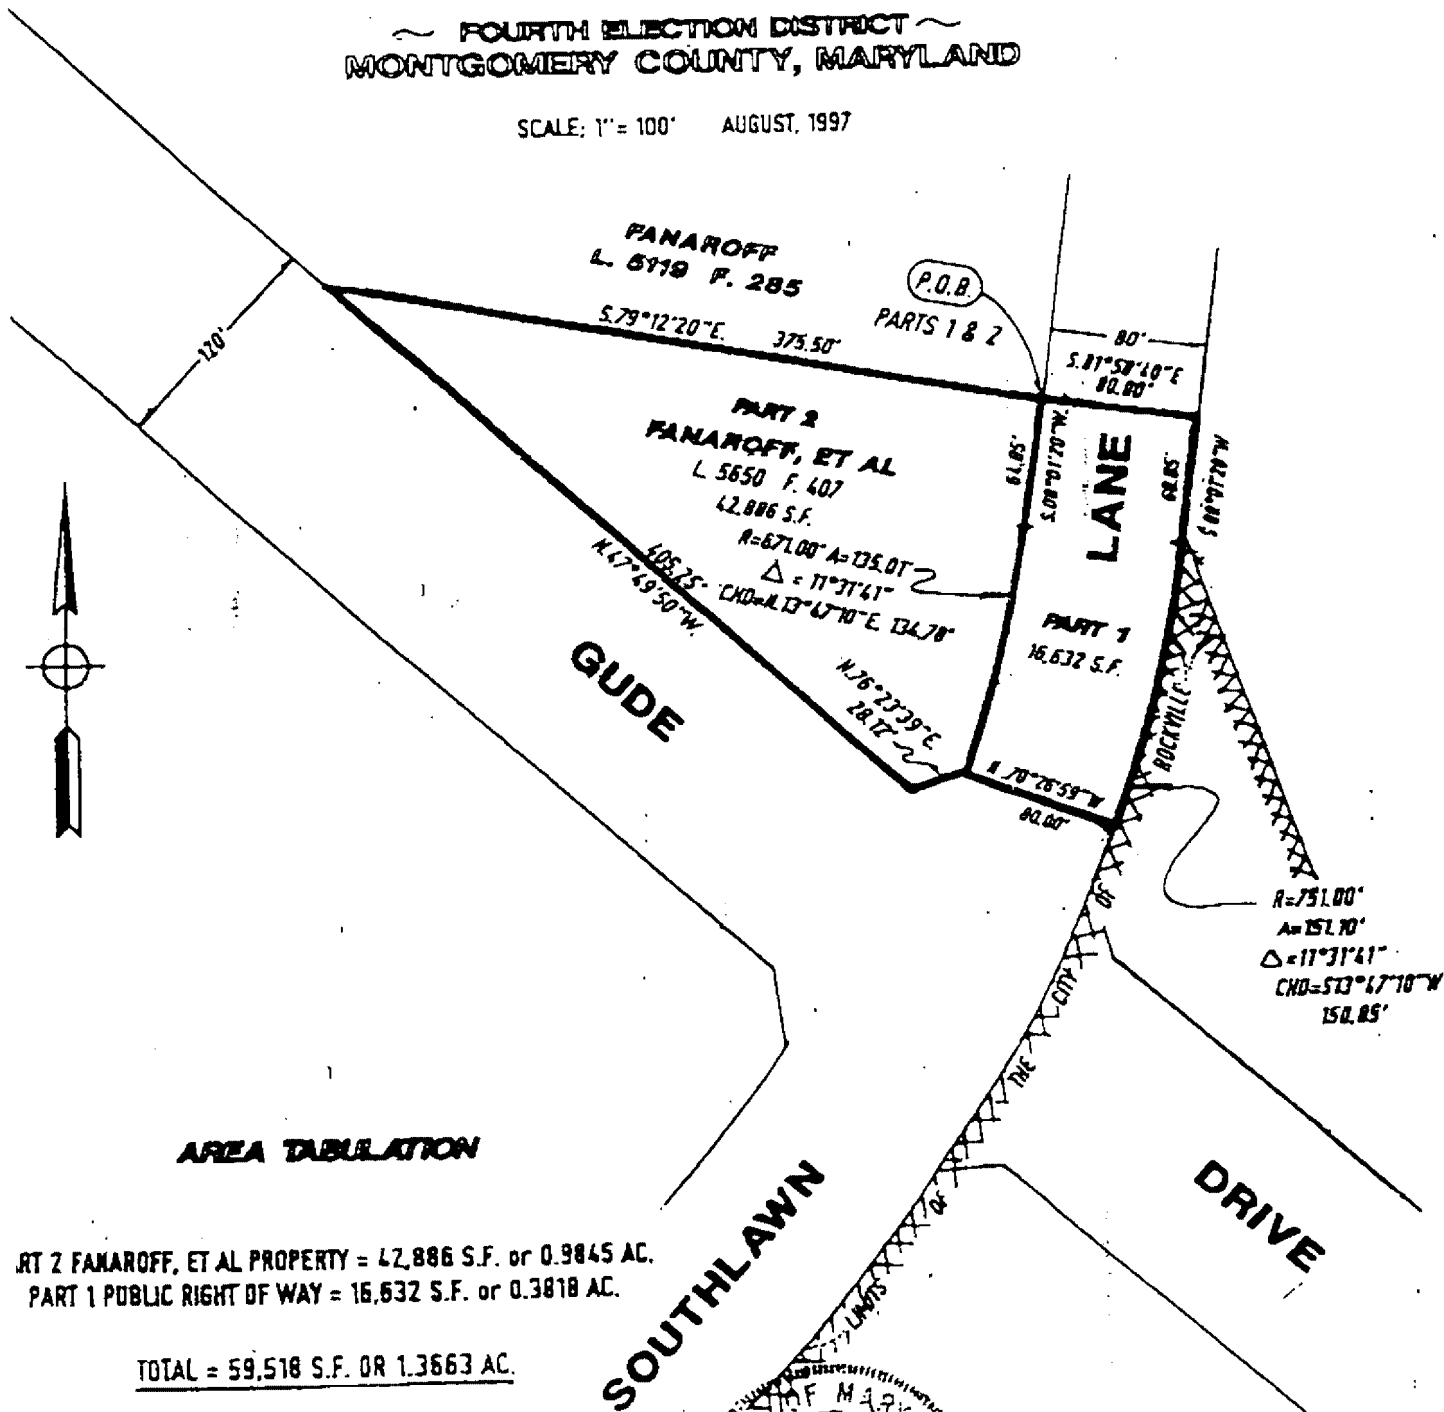 ~ FOURTH ELECTION DISTRICT ~
MONTGOMERY COUNTY, MARYLAND
SCALE: 1" = 100' AUGUST, 1997
FANAROFF
L. 5119 F. 285
P.O.B.
PARTS 1 & 2
S.79°12'20"E. 375.50'
80'
S.81°58'40"E
80.00'
120'
PART 2
FANAROFF, ET AL
L. 5650 F. 407
42,886 S.F.
R=671.00' A=135.01'
Δ = 11°31'41"
CHD=N.13°47'10"E. 134.78'
405.25'
N.47°49'50"W.
N.76°23'39"E
LANE
PART 1
16,632 S.F.
N.70°26'59"W
80.00'
GUDE
R=751.00'
A=151.10'
Δ=11°31'41"
CHD=S13°47'10"W
150.85'
ROCKVILLE
OF
CITY
THE
OF
LIMITS
SOUTHLAWN
DRIVE
AREA TABULATION
RT 2 FANAROFF, ET AL PROPERTY = 42,886 S.F. or 0.9845 AC.
PART 1 PUBLIC RIGHT OF WAY = 16,632 S.F. or 0.3818 AC.
TOTAL = 59,518 S.F. OR 1.3663 AC.
OF MARY